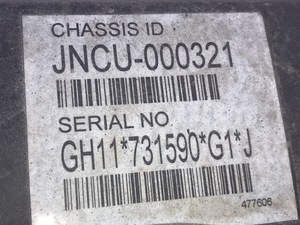 CHASSIS ID
JNCU-000321
SERIAL NO.
GH11*731590*G1*J
477606